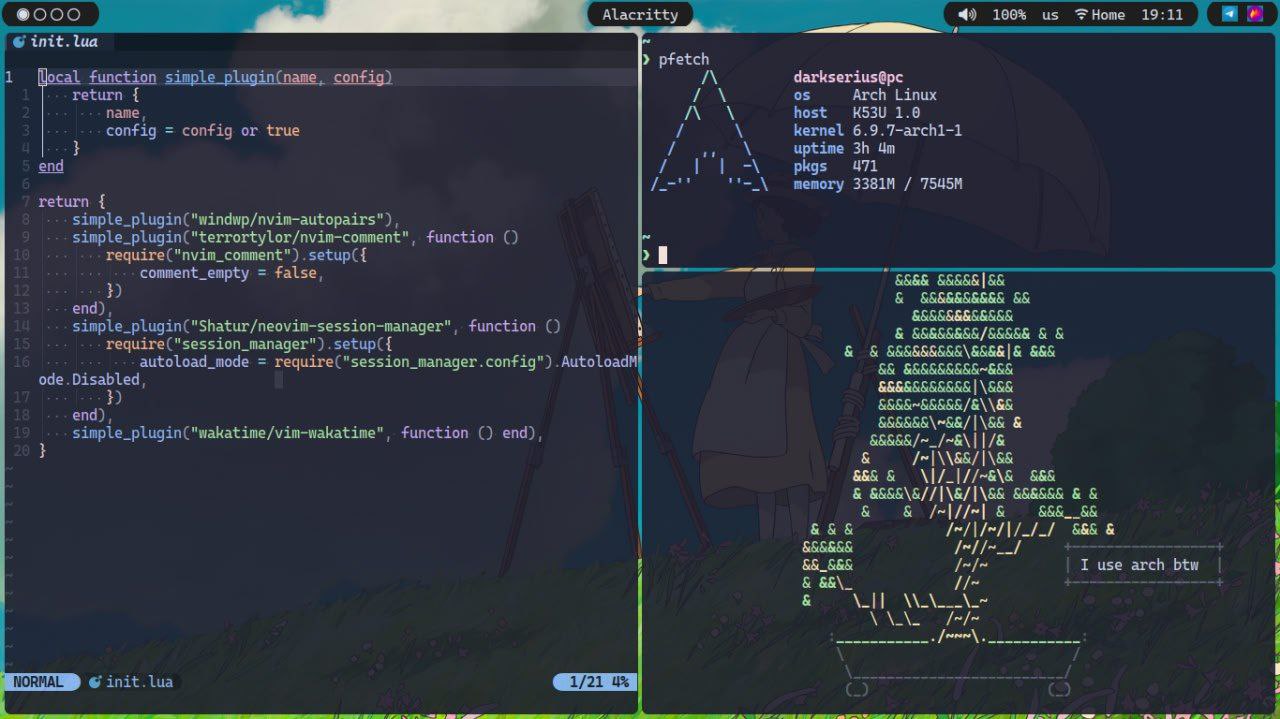 Alacritty
100% us Home 19:11
init.lua
1 local function simple_plugin(name, config)
1 return {
2 name,
3 config = config or true
4 }
5 end
6
7 return {
8 simple_plugin("windwp/nvim-autopairs"),
9 simple_plugin("terrortylor/nvim-comment", function ()
10 require("nvim_comment").setup({
11 comment_empty = false,
12 })
13 end),
14 simple_plugin("Shatur/neovim-session-manager", function ()
15 require("session_manager").setup({
16 autoload_mode = require("session_manager.config").AutoloadM
ode.Disabled,
17 })
18 end),
19 simple_plugin("wakatime/vim-wakatime", function () end),
20 }
NORMAL init.lua 1/21 4%
~
❯ pfetch
darkserius@pc
os Arch Linux
host K53U 1.0
kernel 6.9.7-arch1-1
uptime 3h 4m
pkgs 471
memory 3381M / 7545M
~
❯
I use arch btw